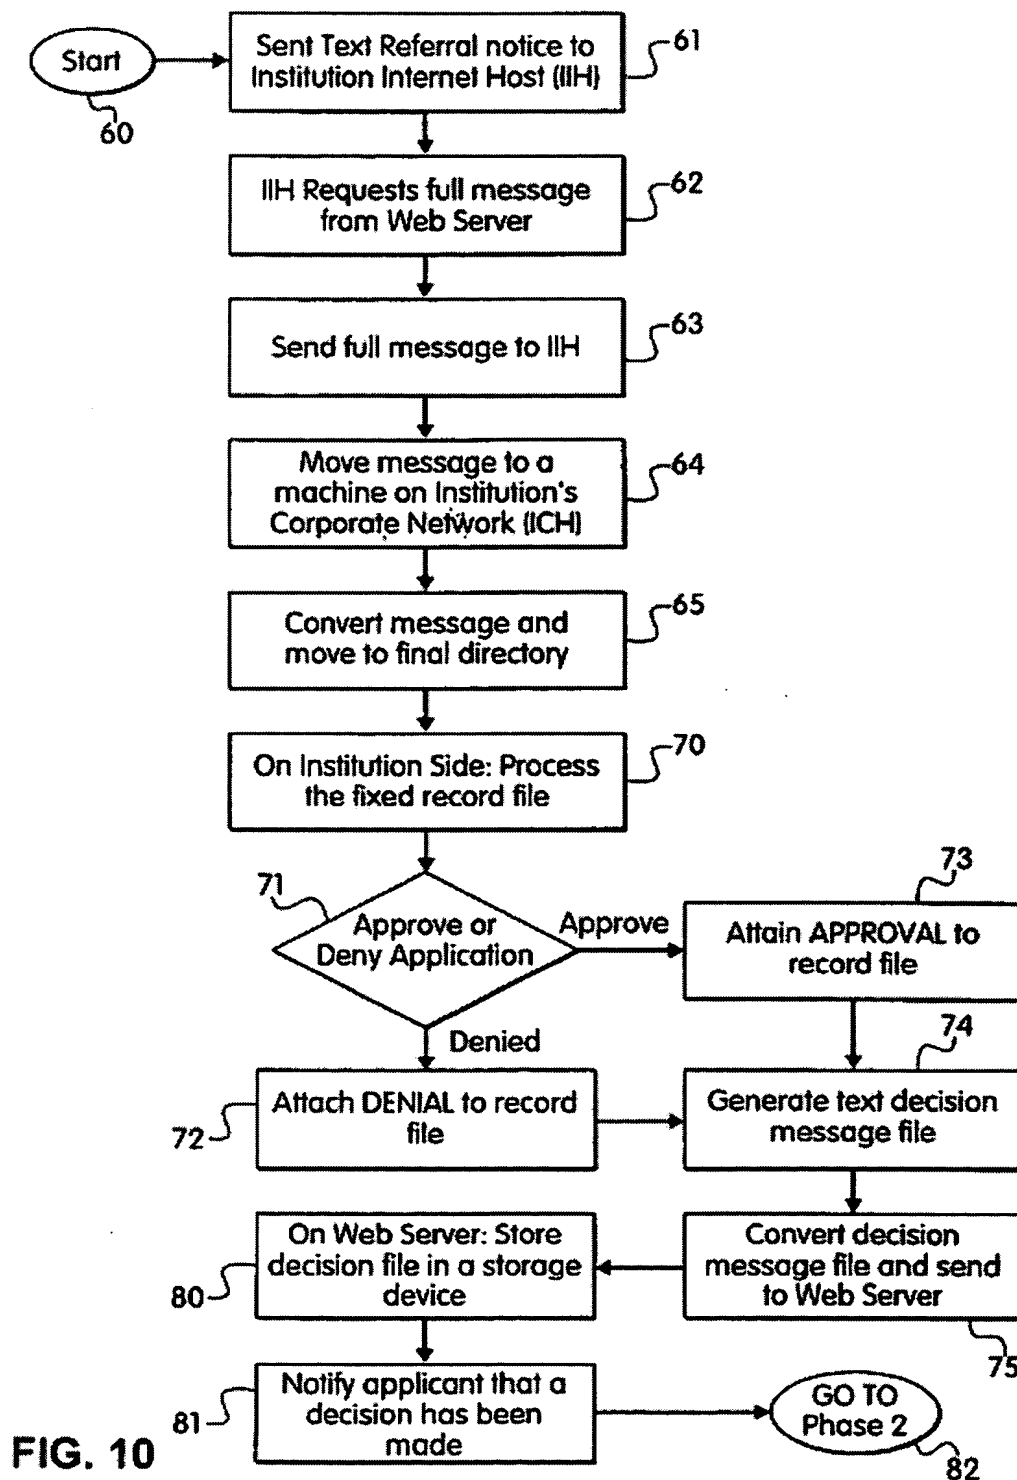 Start
60
Sent Text Referral notice to
Institution Internet Host (IIH)
61
IIH Requests full message
from Web Server
62
Send full message to IIH
63
Move message to a
machine on Institution's
Corporate Network (ICH)
64
Convert message and
move to final directory
65
On Institution Side: Process
the fixed record file
70
71
Approve or
Deny Application
Approve
Denied
73
Attain APPROVAL to
record file
Attach DENIAL to record
file
72
74
Generate text decision
message file
Convert decision
message file and send
to Web Server
75
On Web Server: Store
decision file in a storage
device
80
Notify applicant that a
decision has been
made
81
GO TO
Phase 2
82
FIG. 10